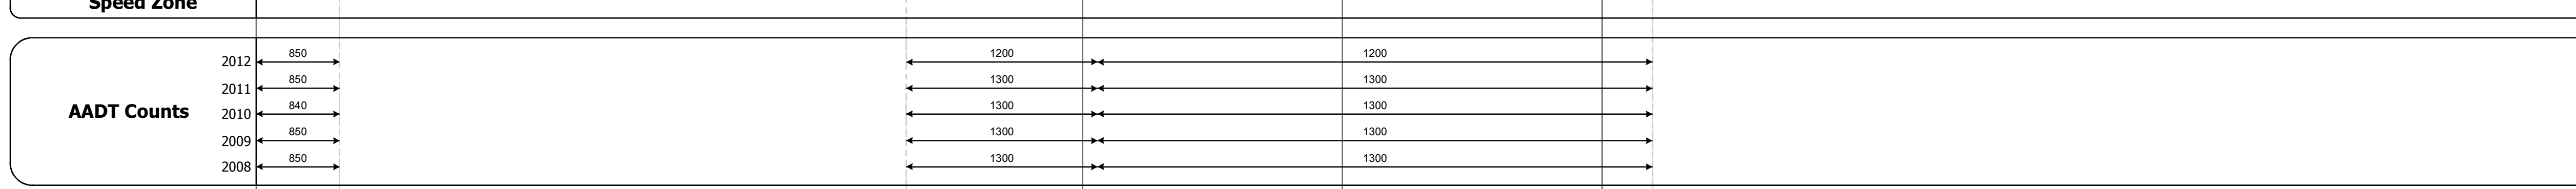 Speed Zone
2012 850 1200 1200
2011 850 1300 1300
AADT Counts
2010 840 1300 1300
2009 850 1300 1300
2008 850 1300 1300